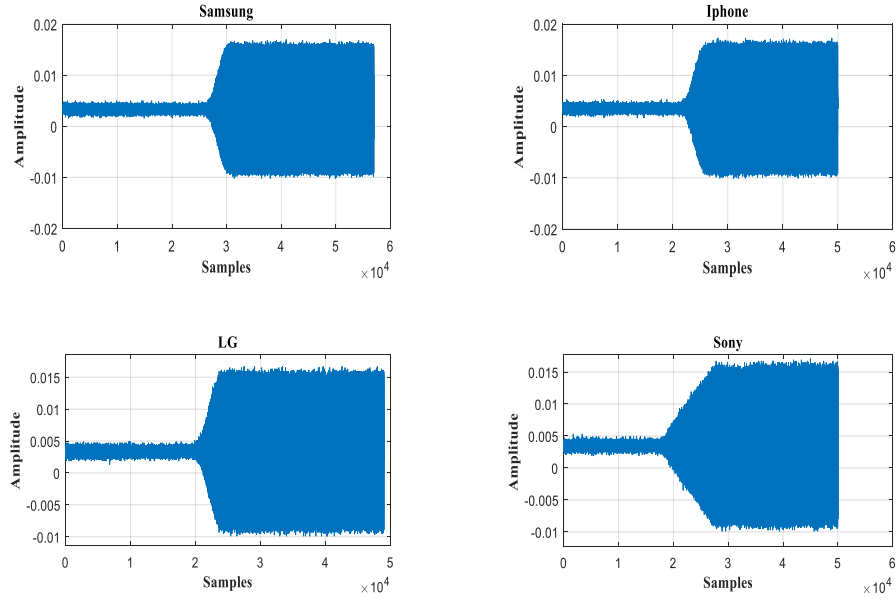 Samsung
0.02
0.01
0
-0.01
-0.02
Amplitude
0 1 2 3 4 5 6
Samples
×10^4
Iphone
0.02
0.01
0
-0.01
-0.02
Amplitude
0 1 2 3 4 5 6
Samples
×10^4
LG
0.015
0.01
0.005
0
-0.005
-0.01
Amplitude
0 1 2 3 4 5
Samples
×10^4
Sony
0.015
0.01
0.005
0
-0.005
-0.01
Amplitude
0 1 2 3 4 5 6
Samples
×10^4